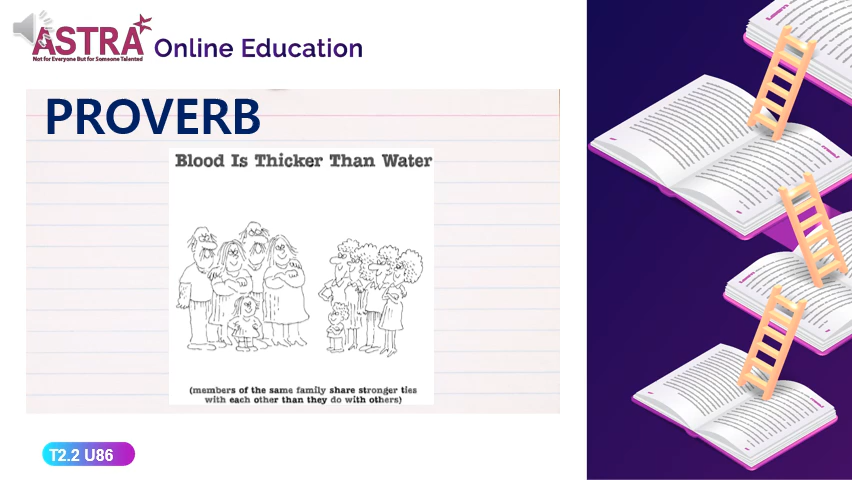 ASTRA
Not for Everyone But for Someone Talented
Online Education
PROVERB
Blood Is Thicker Than Water
(members of the same family share stronger ties
with each other than they do with others)
T2.2 U86